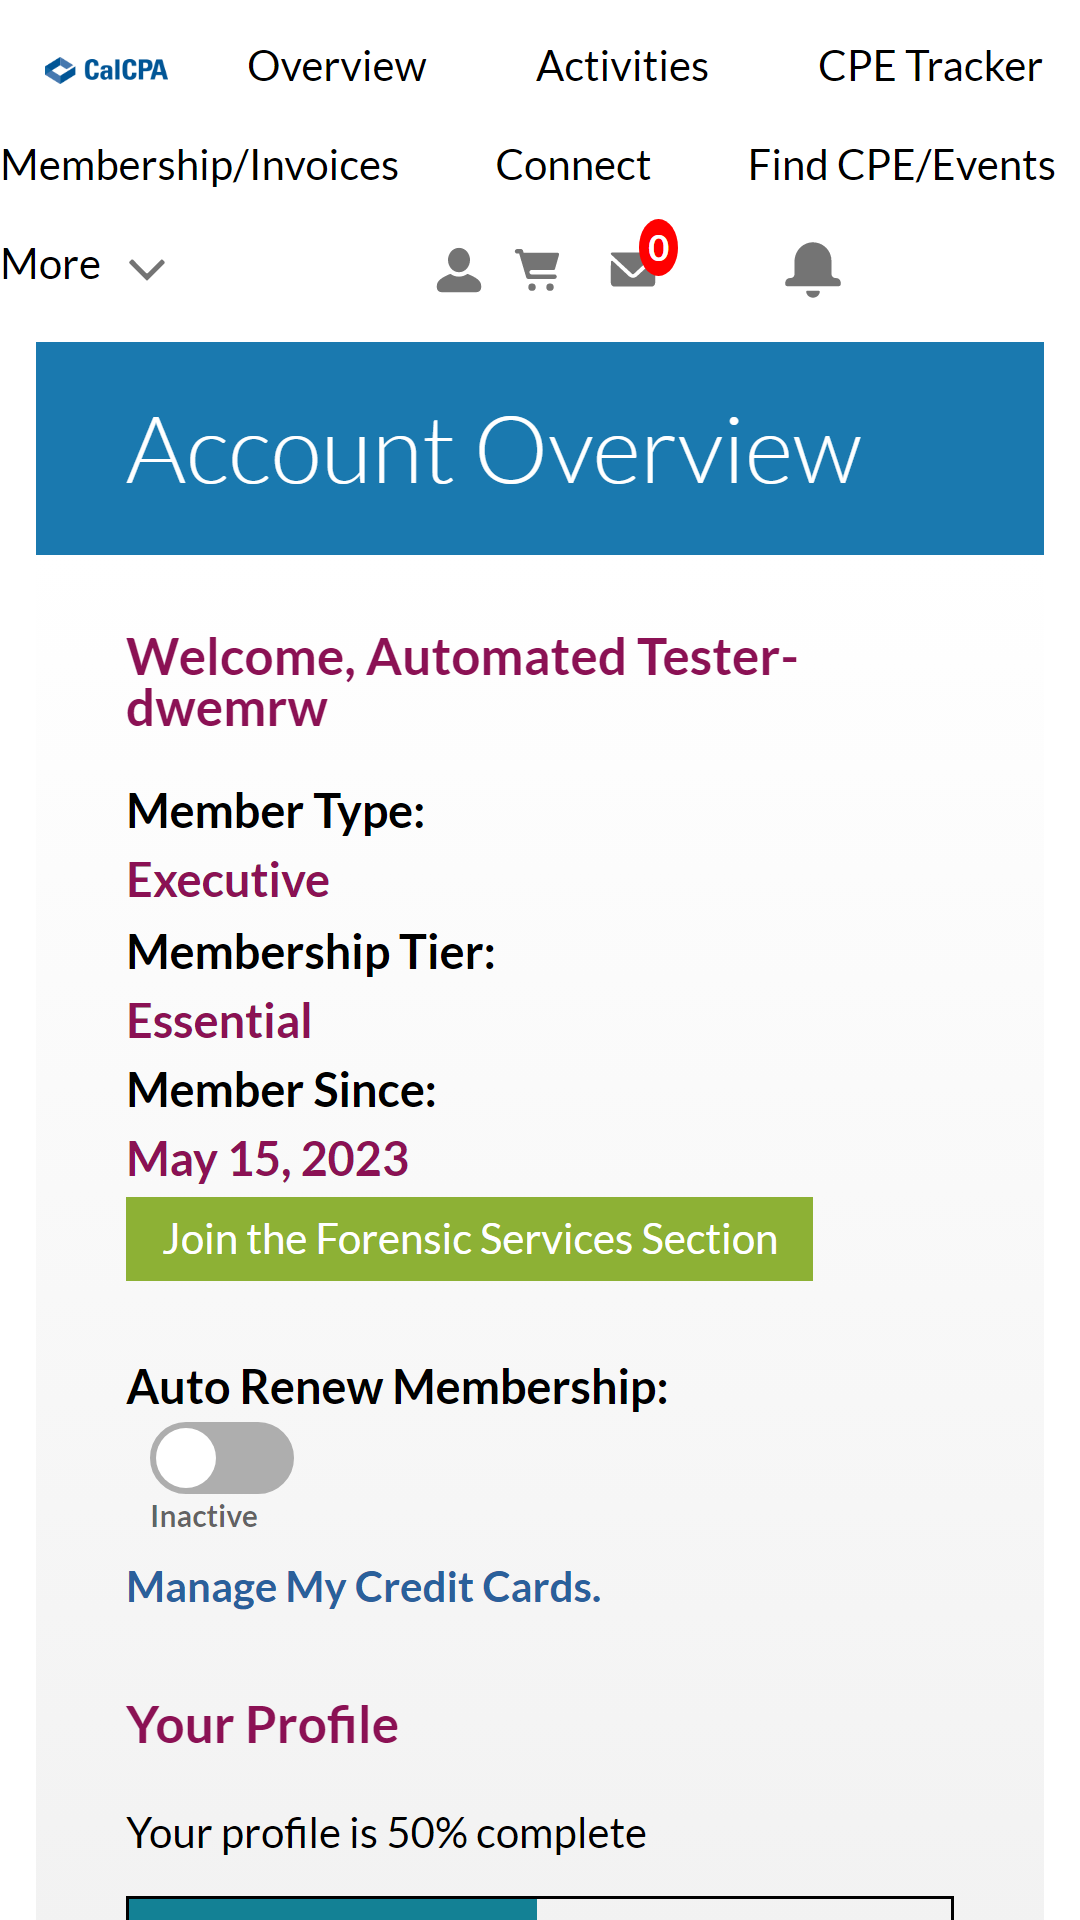 CalCPA Overview Activities CPE Tracker
Membership/Invoices Connect Find CPE/Events
More 0
Account Overview
Welcome, Automated Tester-
dwemrw
Member Type:
Executive
Membership Tier:
Essential
Member Since:
May 15, 2023
Join the Forensic Services Section
Auto Renew Membership:
Inactive
Manage My Credit Cards.
Your Profile
Your profile is 50% complete